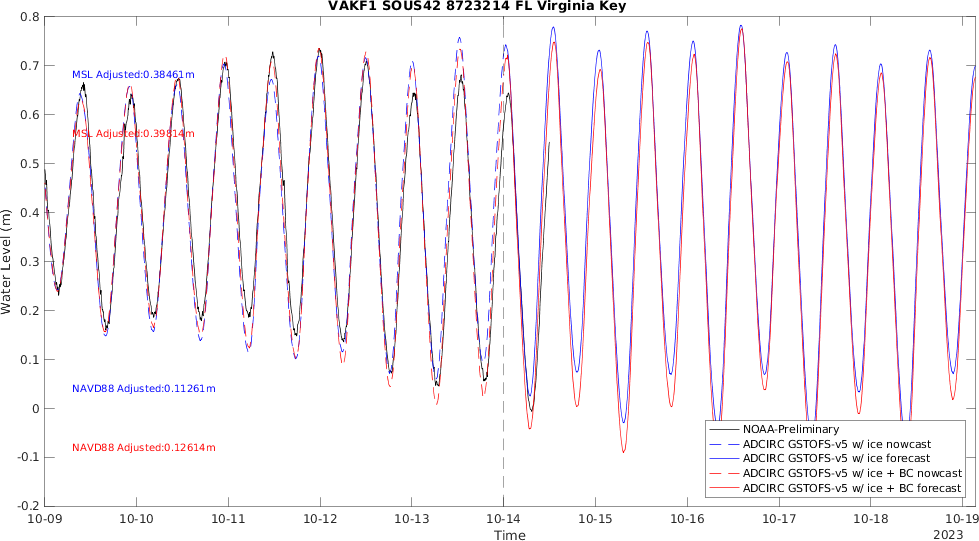 VAKF1 SOUS42 8723214 FL Virginia Key
0.8
0.7
MSL Adjusted:0.38461m
0.6
MSL Adjusted:0.39814m
0.5
0.4
Water Level (m)
0.3
0.2
0.1
NAVD88 Adjusted:0.11261m
0
NAVD88 Adjusted:0.12614m
-0.1
-0.2
NOAA-Preliminary
ADCIRC GSTOFS-v5 w/ ice nowcast
ADCIRC GSTOFS-v5 w/ ice forecast
ADCIRC GSTOFS-v5 w/ ice + BC nowcast
ADCIRC GSTOFS-v5 w/ ice + BC forecast
10-09 10-10 10-11 10-12 10-13 10-14 10-15 10-16 10-17 10-18 10-19
Time
2023